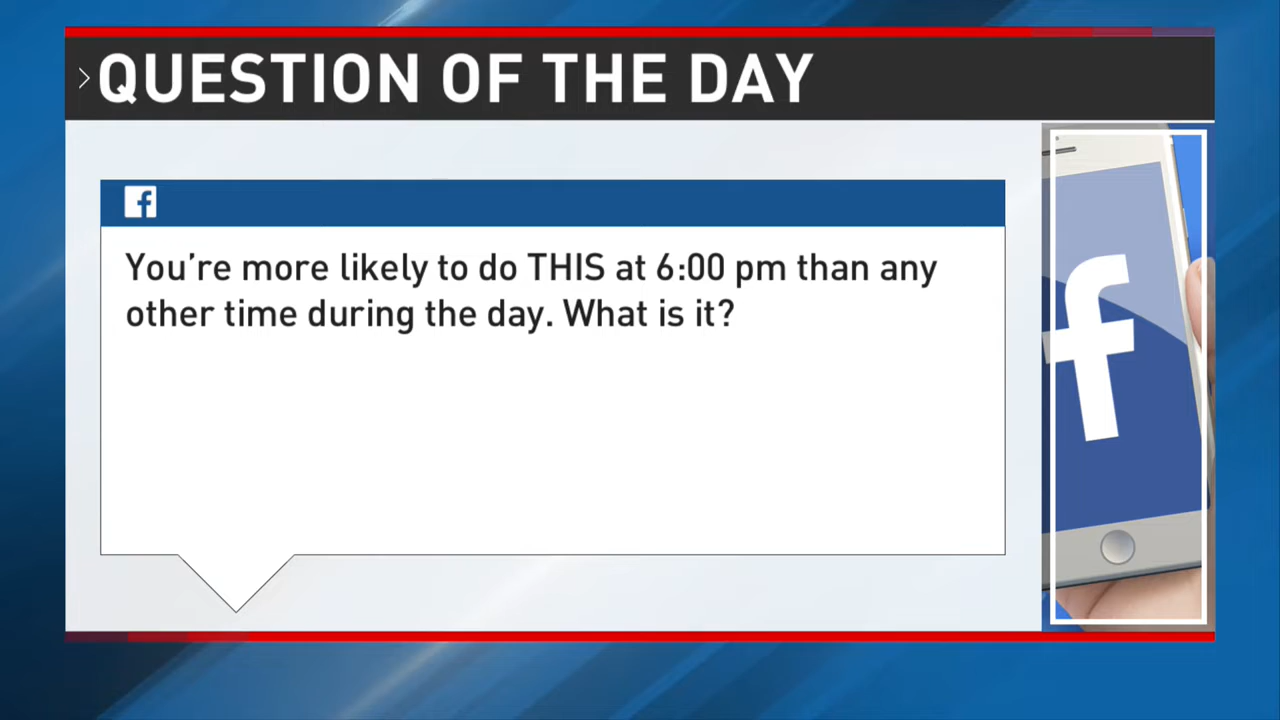 QUESTION OF THE DAY
You’re more likely to do THIS at 6:00 pm than any
other time during the day. What is it?